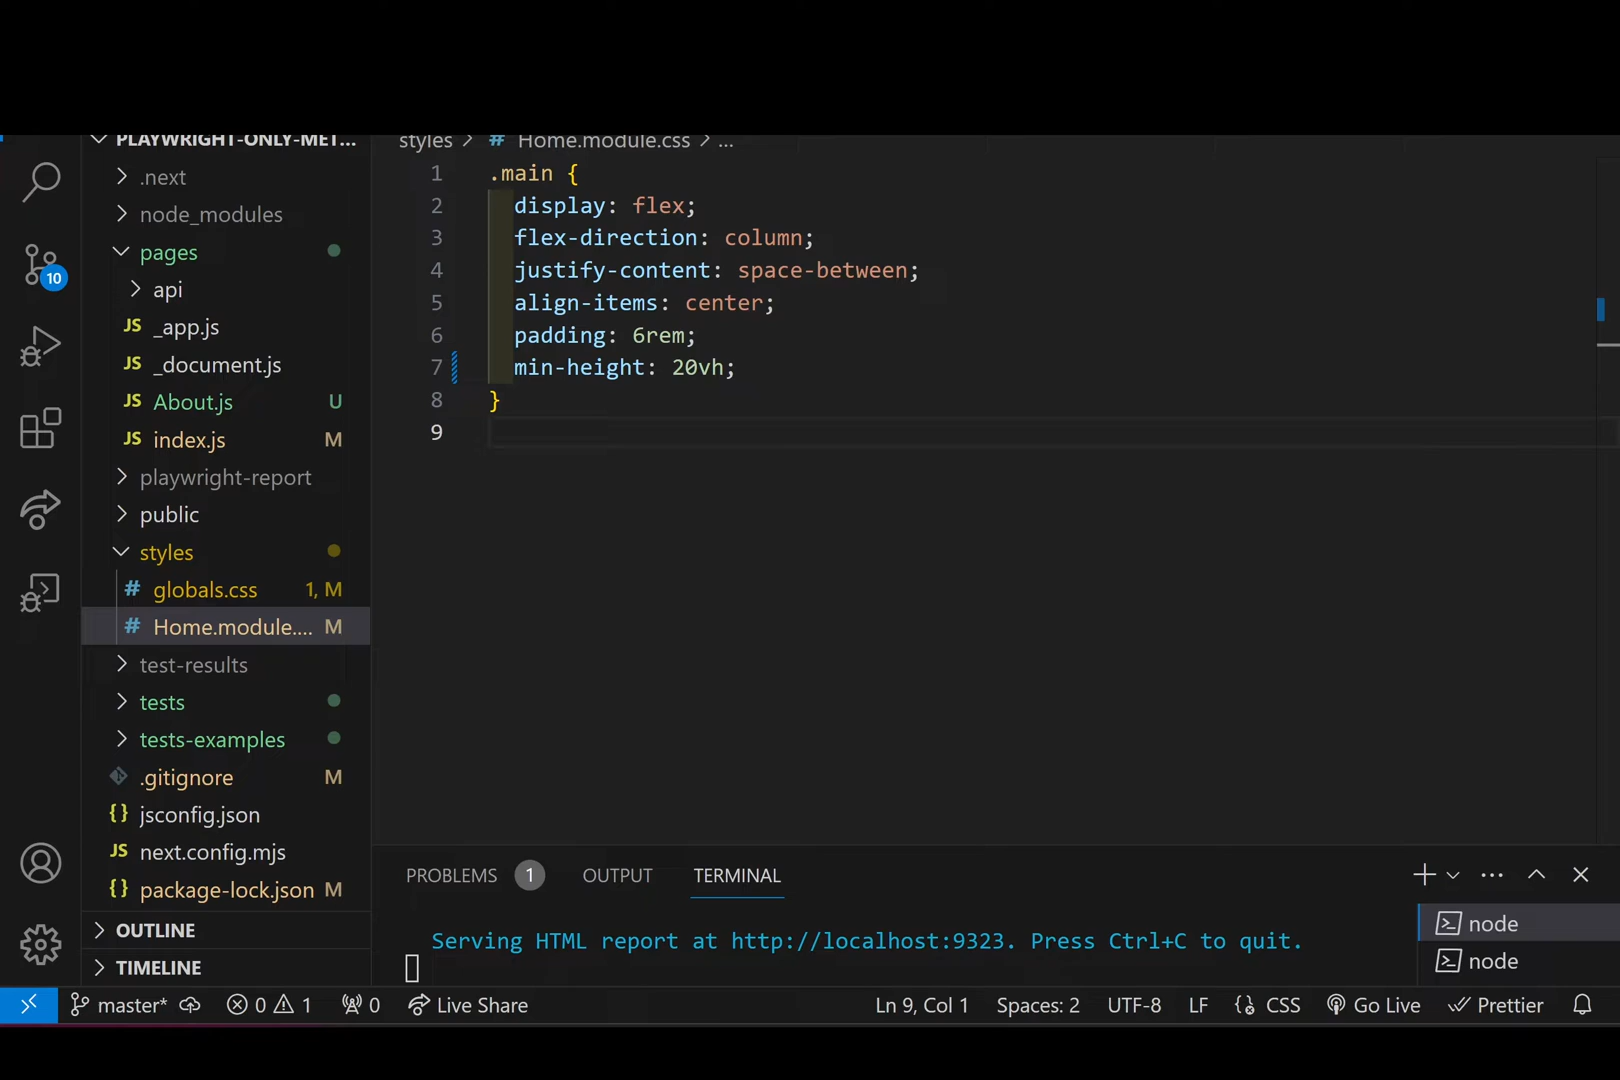 PLAYWRIGHT-ONLY-MET...
.next
node_modules
pages
api
JS _app.js
JS _document.js
JS About.js U
JS index.js M
playwright-report
public
styles
# globals.css 1, M
# Home.module.... M
test-results
tests
tests-examples
.gitignore M
{} jsconfig.json
JS next.config.mjs
{} package-lock.json M
OUTLINE
TIMELINE
10
styles > # Home.module.css > ...
1 .main {
2 display: flex;
3 flex-direction: column;
4 justify-content: space-between;
5 align-items: center;
6 padding: 6rem;
7 min-height: 20vh;
8 }
9
PROBLEMS 1 OUTPUT TERMINAL
Serving HTML report at http://localhost:9323. Press Ctrl+C to quit.
node
node
master* 0 1 0 Live Share Ln 9, Col 1 Spaces: 2 UTF-8 LF {} CSS Go Live Prettier